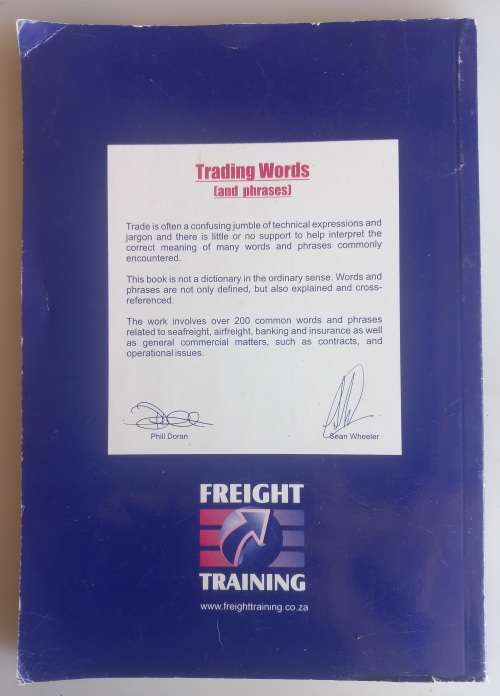 Trading Words
(and phrases)
Trade is often a confusing jumble of technical expressions and
jargon and there is little or no support to help interpret the
correct meaning of many words and phrases commonly
encountered.
This book is not a dictionary in the ordinary sense. Words and
phrases are not only defined, but also explained and cross-
referenced.
The work involves over 200 common words and phrases
related to seafreight, airfreight, banking and insurance as well
as general commercial matters, such as contracts, and
operational issues.
Phill Doran
Sean Wheeler
FREIGHT
TRAINING
www.freighttraining.co.za